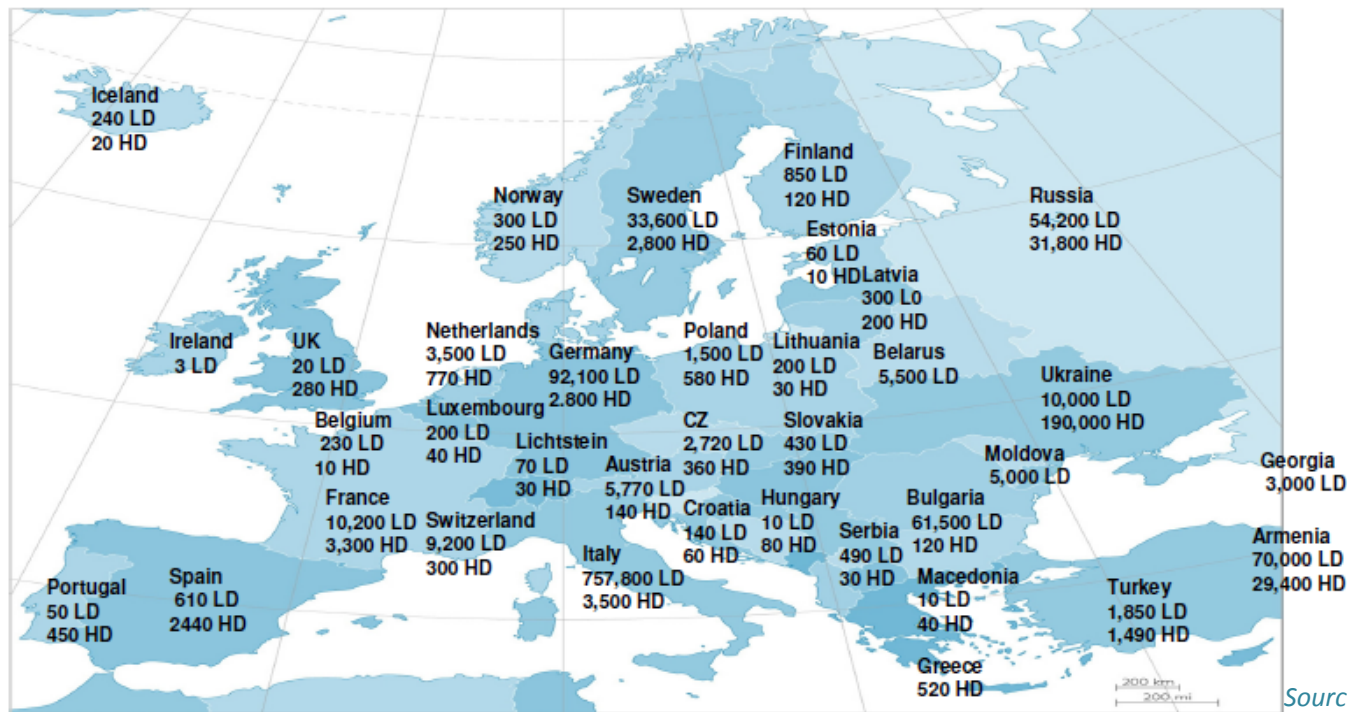 Iceland
240 LD
20 HD
Finland
850 LD
120 HD
Norway
300 LD
250 HD
Sweden
33,600 LD
2,800 HD
Russia
54,200 LD
31,800 HD
Estonia
60 LD
10 HD
Latvia
300 L0
200 HD
Ireland
3 LD
UK
20 LD
280 HD
Netherlands
3,500 LD
770 HD
Germany
92,100 LD
2.800 HD
Poland
1,500 LD
580 HD
Lithuania
200 LD
30 HD
Belarus
5,500 LD
Ukraine
10,000 LD
190,000 HD
Belgium
230 LD
10 HD
Luxembourg
200 LD
40 HD
Lichtstein
70 LD
30 HD
Austria
5,770 LD
140 HD
CZ
2,720 LD
360 HD
Slovakia
430 LD
390 HD
Moldova
5,000 LD
Georgia
3,000 LD
France
10,200 LD
3,300 HD
Switzerland
9,200 LD
300 HD
Italy
757,800 LD
3,500 HD
Croatia
140 LD
60 HD
Hungary
10 LD
80 HD
Serbia
490 LD
30 HD
Bulgaria
61,500 LD
120 HD
Macedonia
10 LD
40 HD
Armenia
70,000 LD
29,400 HD
Portugal
50 LD
450 HD
Spain
610 LD
2440 HD
Turkey
1,850 LD
1,490 HD
Greece
520 HD
200 km
200 mi
Sourc